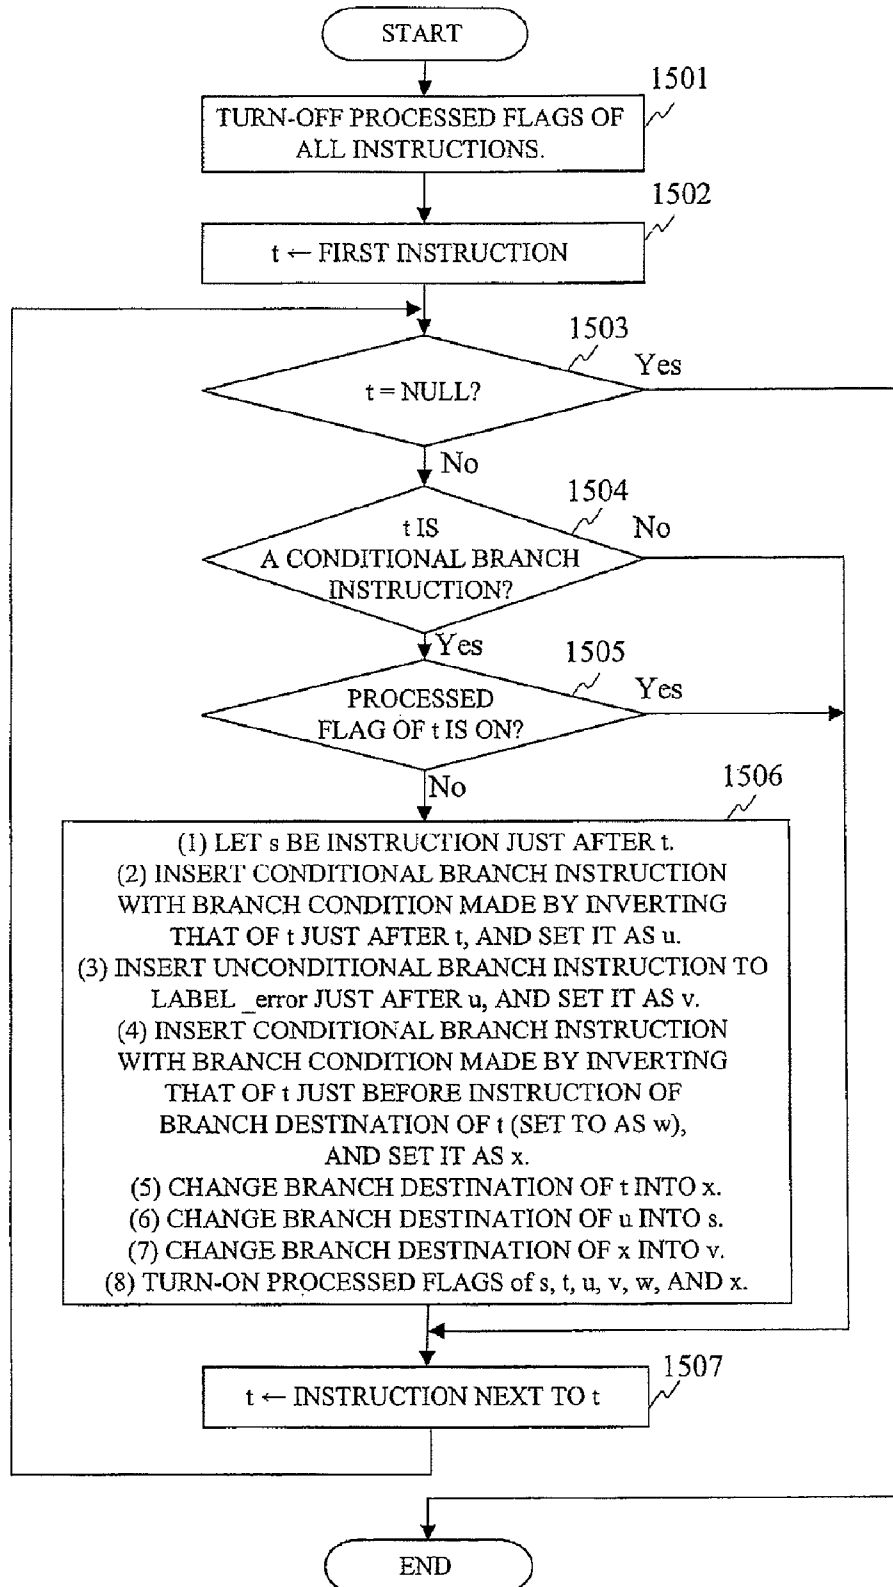 START
1501
TURN-OFF PROCESSED FLAGS OF
ALL INSTRUCTIONS.
1502
t ← FIRST INSTRUCTION
1503
Yes
t = NULL?
No
1504
t IS
No
A CONDITIONAL BRANCH
INSTRUCTION?
Yes
1505
PROCESSED
Yes
FLAG OF t IS ON?
No
1506
(1) LET s BE INSTRUCTION JUST AFTER t.
(2) INSERT CONDITIONAL BRANCH INSTRUCTION
WITH BRANCH CONDITION MADE BY INVERTING
THAT OF t JUST AFTER t, AND SET IT AS u.
(3) INSERT UNCONDITIONAL BRANCH INSTRUCTION TO
LABEL _error JUST AFTER u, AND SET IT AS v.
(4) INSERT CONDITIONAL BRANCH INSTRUCTION
WITH BRANCH CONDITION MADE BY INVERTING
THAT OF t JUST BEFORE INSTRUCTION OF
BRANCH DESTINATION OF t (SET TO AS w),
AND SET IT AS x.
(5) CHANGE BRANCH DESTINATION OF t INTO x.
(6) CHANGE BRANCH DESTINATION OF u INTO s.
(7) CHANGE BRANCH DESTINATION OF x INTO v.
(8) TURN-ON PROCESSED FLAGS of s, t, u, v, w, AND x.
1507
t ← INSTRUCTION NEXT TO t
END